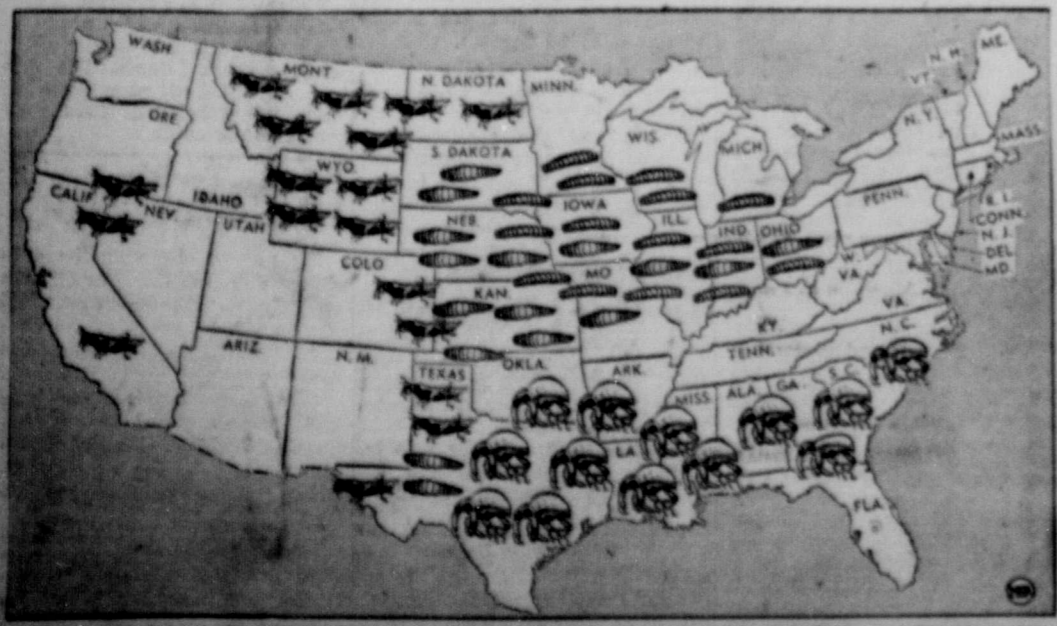 WASH.
MONT.
N. DAKOTA
MINN.
N. H.
ME.
VT.
ORE.
N. Y.
MASS.
WIS.
MICH.
S. DAKOTA
WYO.
CALIF.
NEV.
IDAHO
UTAH
NEB.
IOWA
ILL.
IND.
OHIO
PENN.
R. I.
CONN.
N. J.
DEL.
MD.
W.
VA.
COLO.
KAN.
MO.
KY.
VA.
N. C.
ARIZ.
N. M.
TEXAS
OKLA.
ARK.
TENN.
MISS.
ALA.
GA.
S. C.
LA.
FLA.